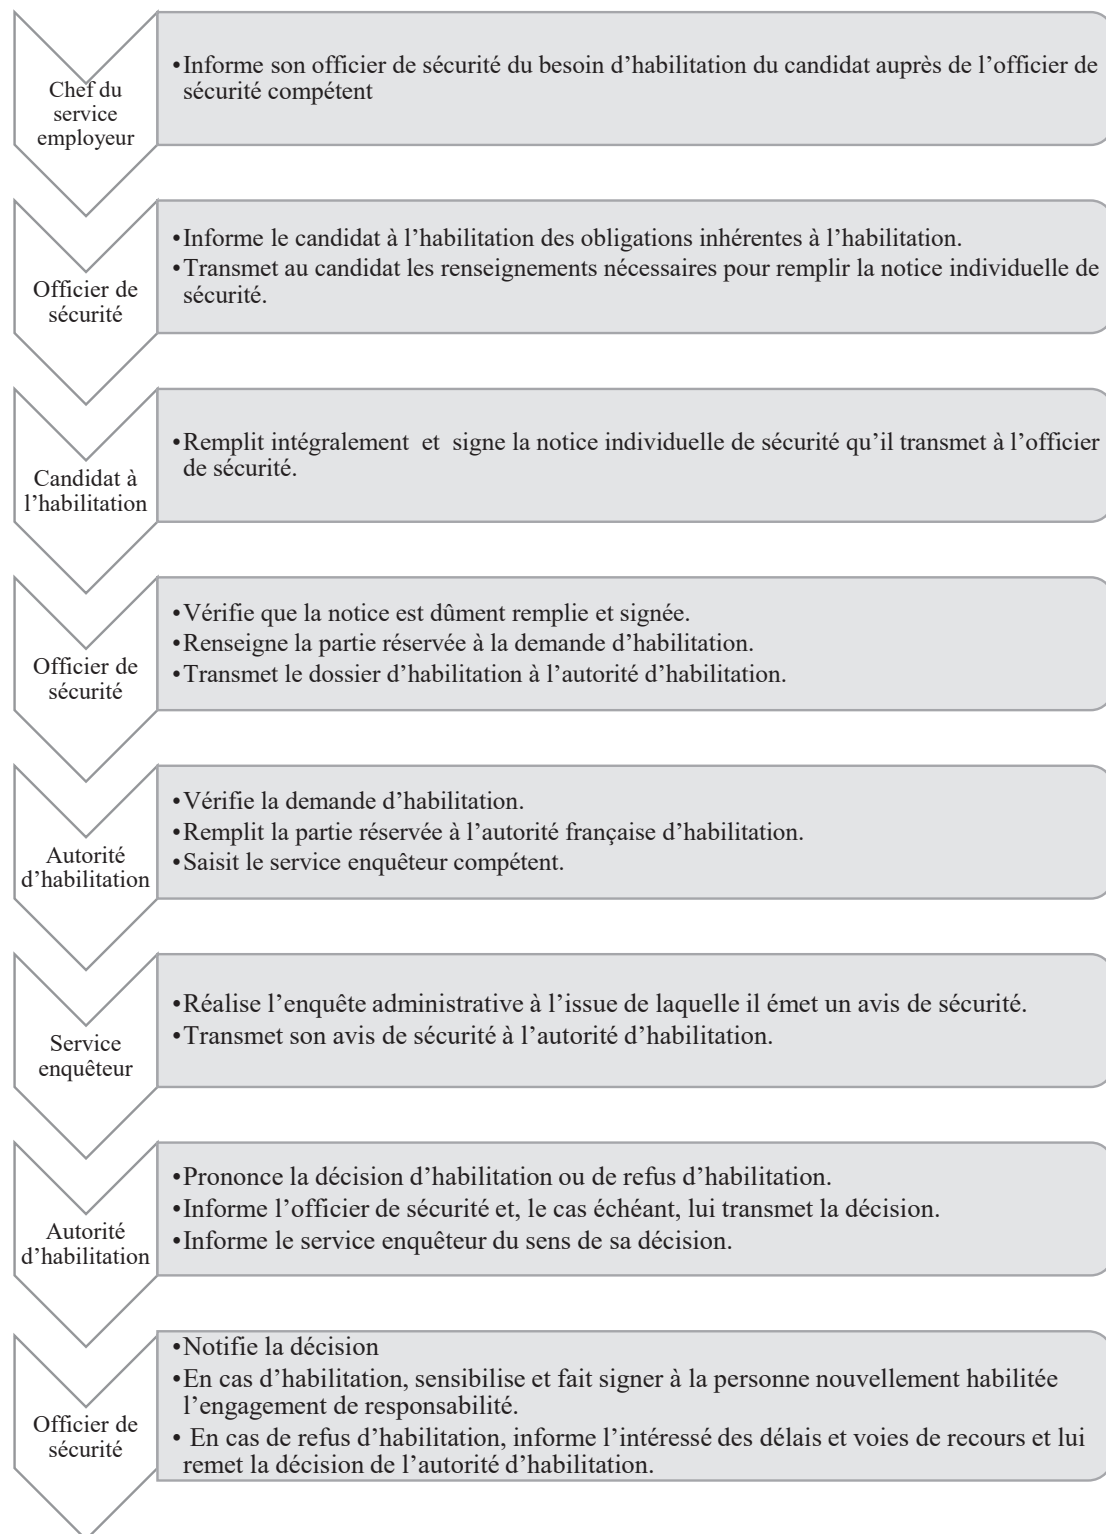 Chef du
service
employeur
•Informe son officier de sécurité du besoin d’habilitation du candidat auprès de l’officier de
sécurité compétent
Officier de
sécurité
•Informe le candidat à l’habilitation des obligations inhérentes à l’habilitation.
•Transmet au candidat les renseignements nécessaires pour remplir la notice individuelle de
sécurité.
Candidat à
l’habilitation
•Remplit intégralement et signe la notice individuelle de sécurité qu’il transmet à l’officier
de sécurité.
Officier de
sécurité
•Vérifie que la notice est dûment remplie et signée.
•Renseigne la partie réservée à la demande d’habilitation.
•Transmet le dossier d’habilitation à l’autorité d’habilitation.
Autorité
d’habilitation
•Vérifie la demande d’habilitation.
•Remplit la partie réservée à l’autorité française d’habilitation.
•Saisit le service enquêteur compétent.
Service
enquêteur
•Réalise l’enquête administrative à l’issue de laquelle il émet un avis de sécurité.
•Transmet son avis de sécurité à l’autorité d’habilitation.
Autorité
d’habilitation
•Prononce la décision d’habilitation ou de refus d’habilitation.
•Informe l’officier de sécurité et, le cas échéant, lui transmet la décision.
•Informe le service enquêteur du sens de sa décision.
Officier de
sécurité
•Notifie la décision
•En cas d’habilitation, sensibilise et fait signer à la personne nouvellement habilitée
l’engagement de responsabilité.
• En cas de refus d’habilitation, informe l’intéressé des délais et voies de recours et lui
remet la décision de l’autorité d’habilitation.